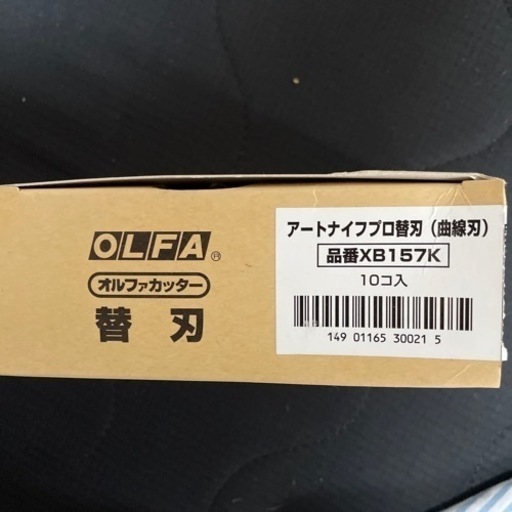 OLFA®
オルファカッター
替刃
アートナイフプロ替刃（曲線刃）
品番XB157K
10コ入
149 01165 30021 5